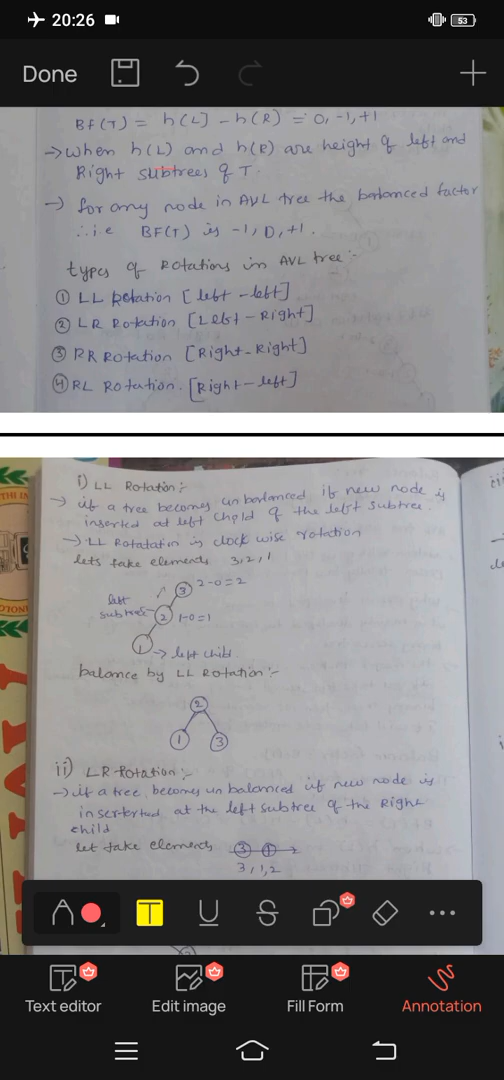 20:26
53
Done
Bf(T) = h(L) - h(R) = 0, -1, +1
→ when h(L) and h(R) are height of left and
Right subtrees of T.
→ for any node in AVL tree the balanced factor
∴ i.e BF(T) is -1, 0, +1.
types of Rotations in AVL tree:-
① LL Rotation [left-left]
② LR Rotation [Left-Right]
③ RR Rotation [Right-Right]
④ RL Rotation. [Right-left]
i) LL Rotation:-
→ if a tree becomes unbalanced, if new node is
inserted at left child of the left subtree.
→ LL Rotatatin is clock wise rotation
lets take elements 3, 2, 1
③ 2-0=2
left
subtree ② 1-0=1
① → left child.
balance by LL Rotation:-
②
① ③
ii) LR-Rotation:-
→ if a tree becomes unbalanced if new node is
inserted at the left subtree of the Right
child
let take elements ③ ①
3, 1, 2
T
U
S
Text editor
Edit image
Fill Form
Annotation